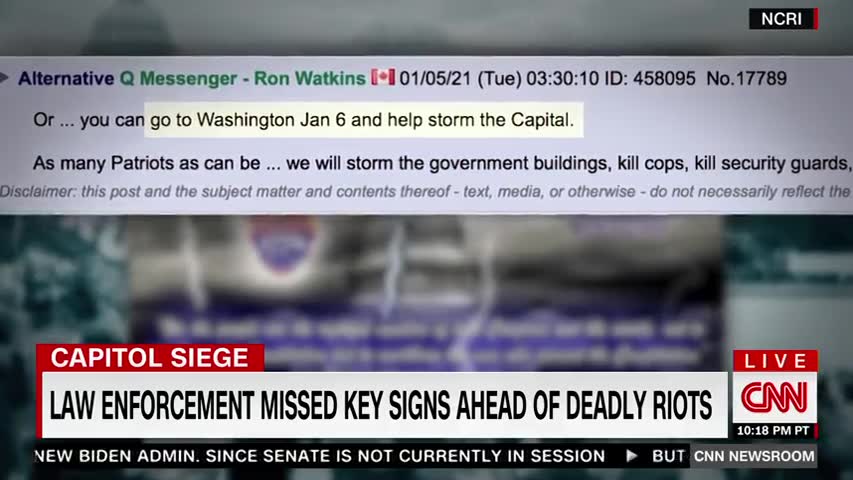 NCRI
Alternative Q Messenger - Ron Watkins 01/05/21 (Tue) 03:30:10 ID: 458095 No.17789
Or ... you can go to Washington Jan 6 and help storm the Capital.
As many Patriots as can be ... we will storm the government buildings, kill cops, kill security guards,
Disclaimer: this post and the subject matter and contents thereof - text, media, or otherwise - do not necessarily reflect the
CAPITOL SIEGE
LAW ENFORCEMENT MISSED KEY SIGNS AHEAD OF DEADLY RIOTS
LIVE
CNN
10:18 PM PT
NEW BIDEN ADMIN. SINCE SENATE IS NOT CURRENTLY IN SESSION ▶ BUT
CNN NEWSROOM